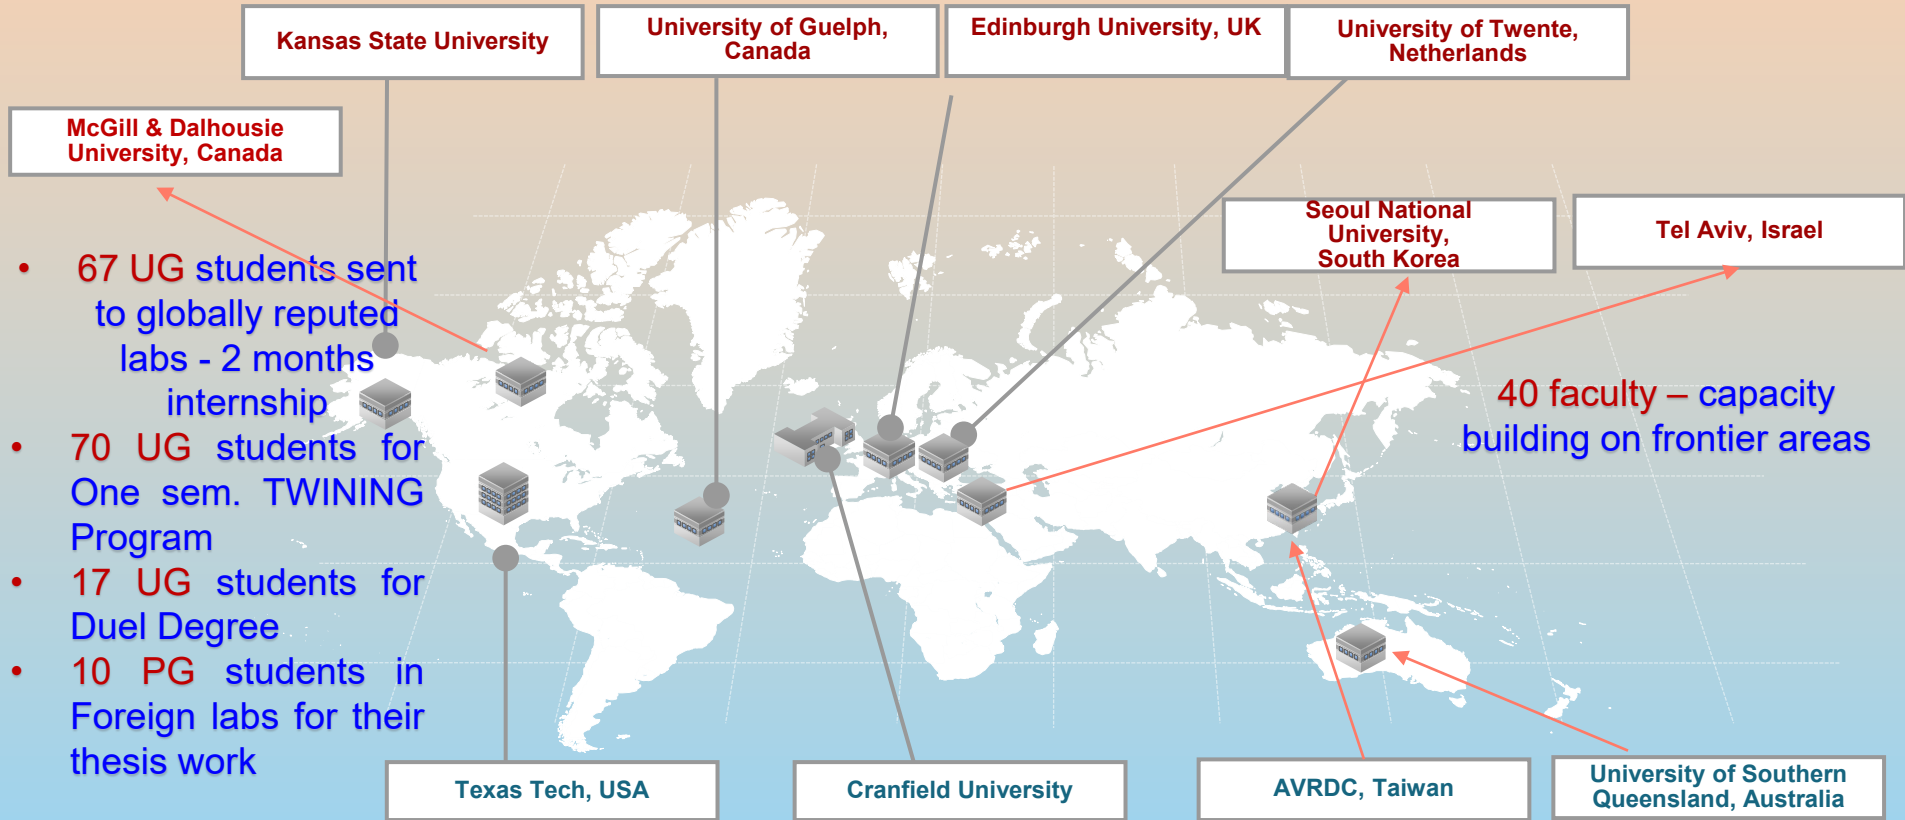 Kansas State University
University of Guelph,
Canada
Edinburgh University, UK
University of Twente,
Netherlands
McGill & Dalhousie
University, Canada
Seoul National
University,
South Korea
Tel Aviv, Israel
• 67 UG students sent
to globally reputed
labs - 2 months
internship
• 70 UG students for
One sem. TWINING
Program
• 17 UG students for
Duel Degree
• 10 PG students in
Foreign labs for their
thesis work
40 faculty – capacity
building on frontier areas
Texas Tech, USA
Cranfield University
AVRDC, Taiwan
University of Southern
Queensland, Australia